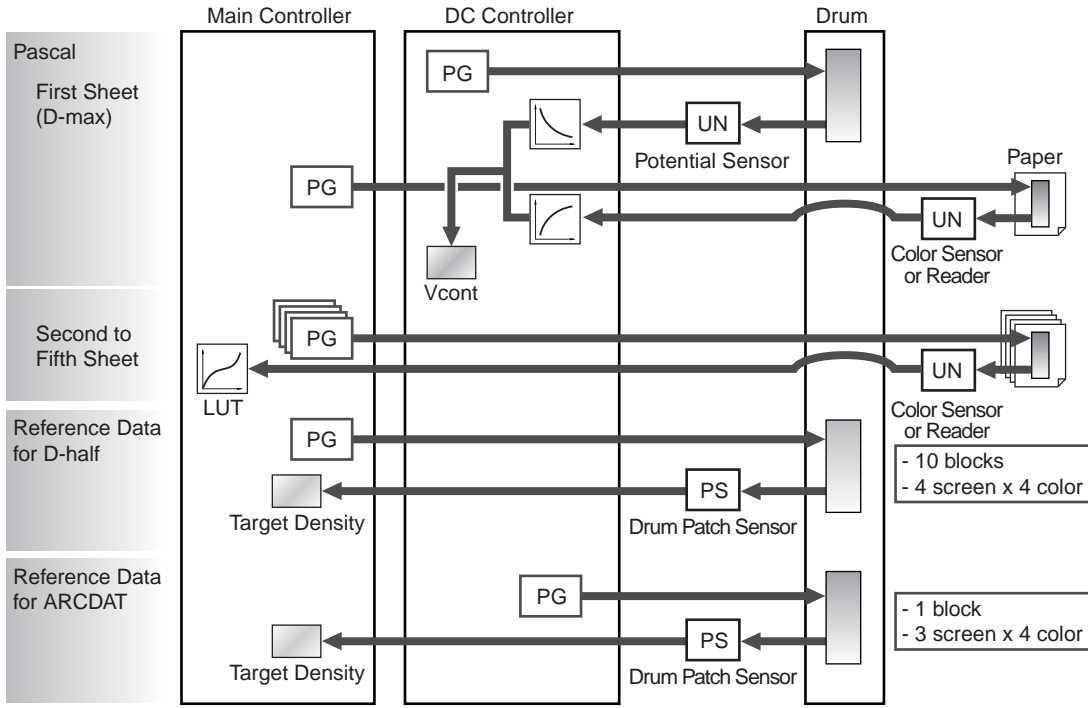 Main Controller
DC Controller
Drum
Pascal
First Sheet
(D-max)
PG
UN
Potential Sensor
Paper
PG
UN
Color Sensor
or Reader
Vcont
Second to
Fifth Sheet
PG
UN
LUT
Color Sensor
or Reader
Reference Data
for D-half
PG
- 10 blocks
- 4 screen x 4 color
PS
Target Density
Drum Patch Sensor
Reference Data
for ARCDAT
PG
- 1 block
- 3 screen x 4 color
PS
Target Density
Drum Patch Sensor